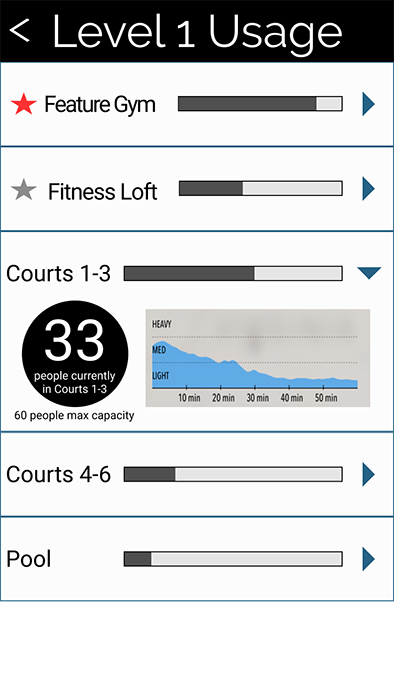 < Level 1 Usage
Feature Gym
Fitness Loft
Courts 1-3
33
people currently
in Courts 1-3
60 people max capacity
HEAVY
MED
LIGHT
10 min 20 min 30 min 40 min 50 min
Courts 4-6
Pool